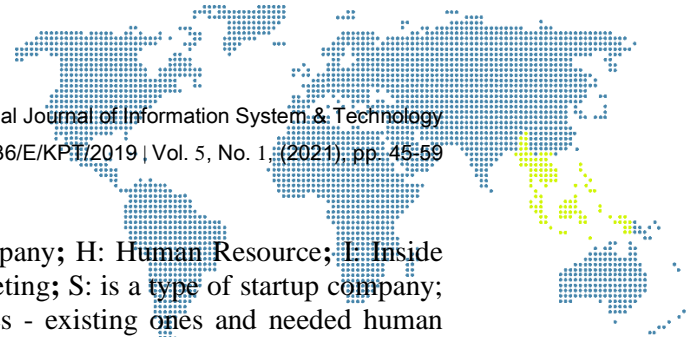 al Journal of Information System & Technology
36/E/KPT/2019 | Vol. 5, No. 1, (2021), pp. 45-59
pany; H: Human Resource; I: Inside
eting; S: is a type of startup company;
s - existing ones and needed human